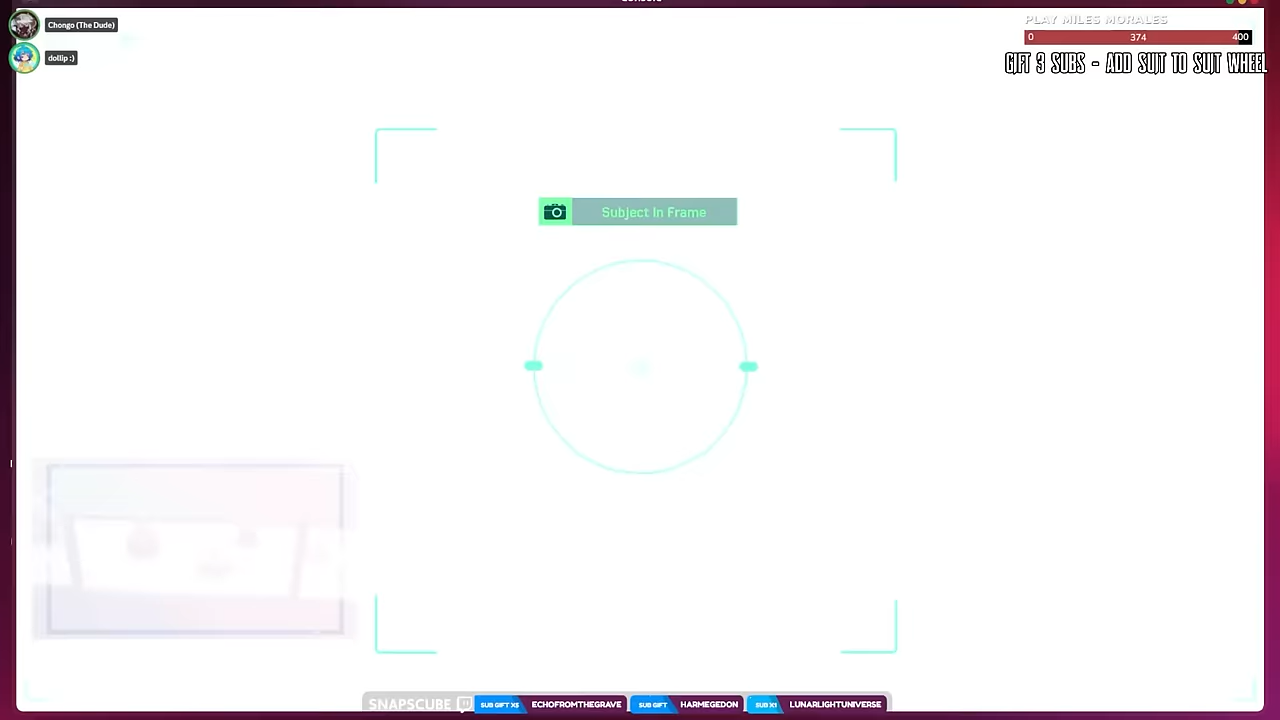 Chongo (The Dude)
dollip :)
PLAY MILES MORALES
0 374 400
GIFT 3 SUBS - ADD SUIT TO SUIT WHEEL
Subject In Frame
SNAPSCUBE SUB GIFT X5 ECHOFROMTHEGRAVE SUB GIFT HARMEGEDON SUB X1 LUNARLIGHTUNIVERSE